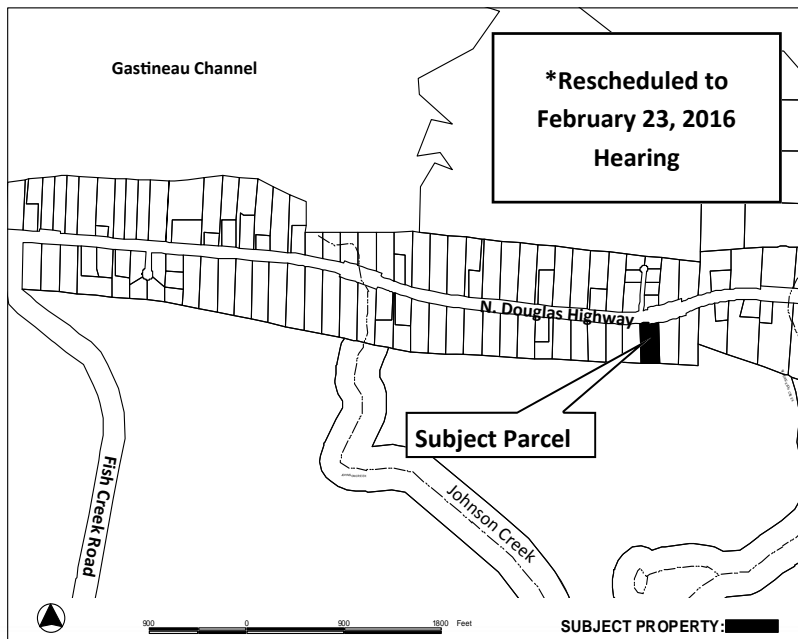 Gastineau Channel
*Rescheduled to
February 23, 2016
Hearing
N. Douglas Highway
Subject Parcel
Fish Creek Road
Johnson Creek
900 0 900 1800 Feet
SUBJECT PROPERTY: